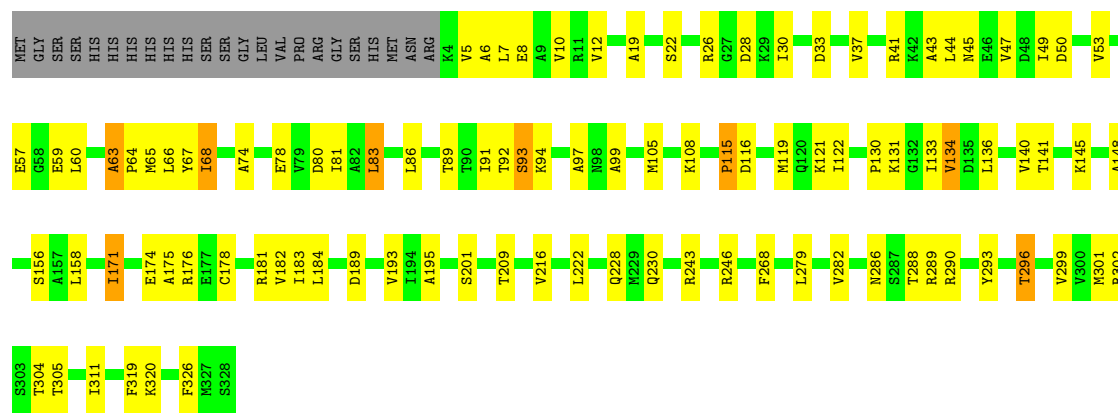 MET GLY SER SER HIS HIS HIS HIS HIS HIS SER SER GLY LEU VAL PRO ARG GLY SER HIS MET ASN ARG K4 V5 A6 L7 E8 A9 V10 R11 V12 A19 S22 R26 G27 D28 K29 I30 D33 V37 R41 K42 A43 L44 N45 E46 V47 D48 I49 D50 V53
E57 G58 E59 L60 A63 P64 M65 L66 Y67 I68 A74 E78 V79 D80 I81 A82 L83 L86 T89 T90 I91 T92 S93 K94 A97 N98 A99 M105 K108 P115 D116 M119 Q120 K121 I122 P130 K131 G132 I133 V134 D135 L136 V140 T141 K145 A148
S156 A157 L158 I171 E174 A175 R176 E177 C178 R181 V182 I183 L184 D189 V193 I194 A195 S201 T209 V216 L222 Q228 M229 Q230 R243 R246 F268 L279 V282 N286 S287 T288 R289 R290 Y293 T296 V299 V300 M301
S303 T304 T305 I311 F319 K320 F326 M327 S328